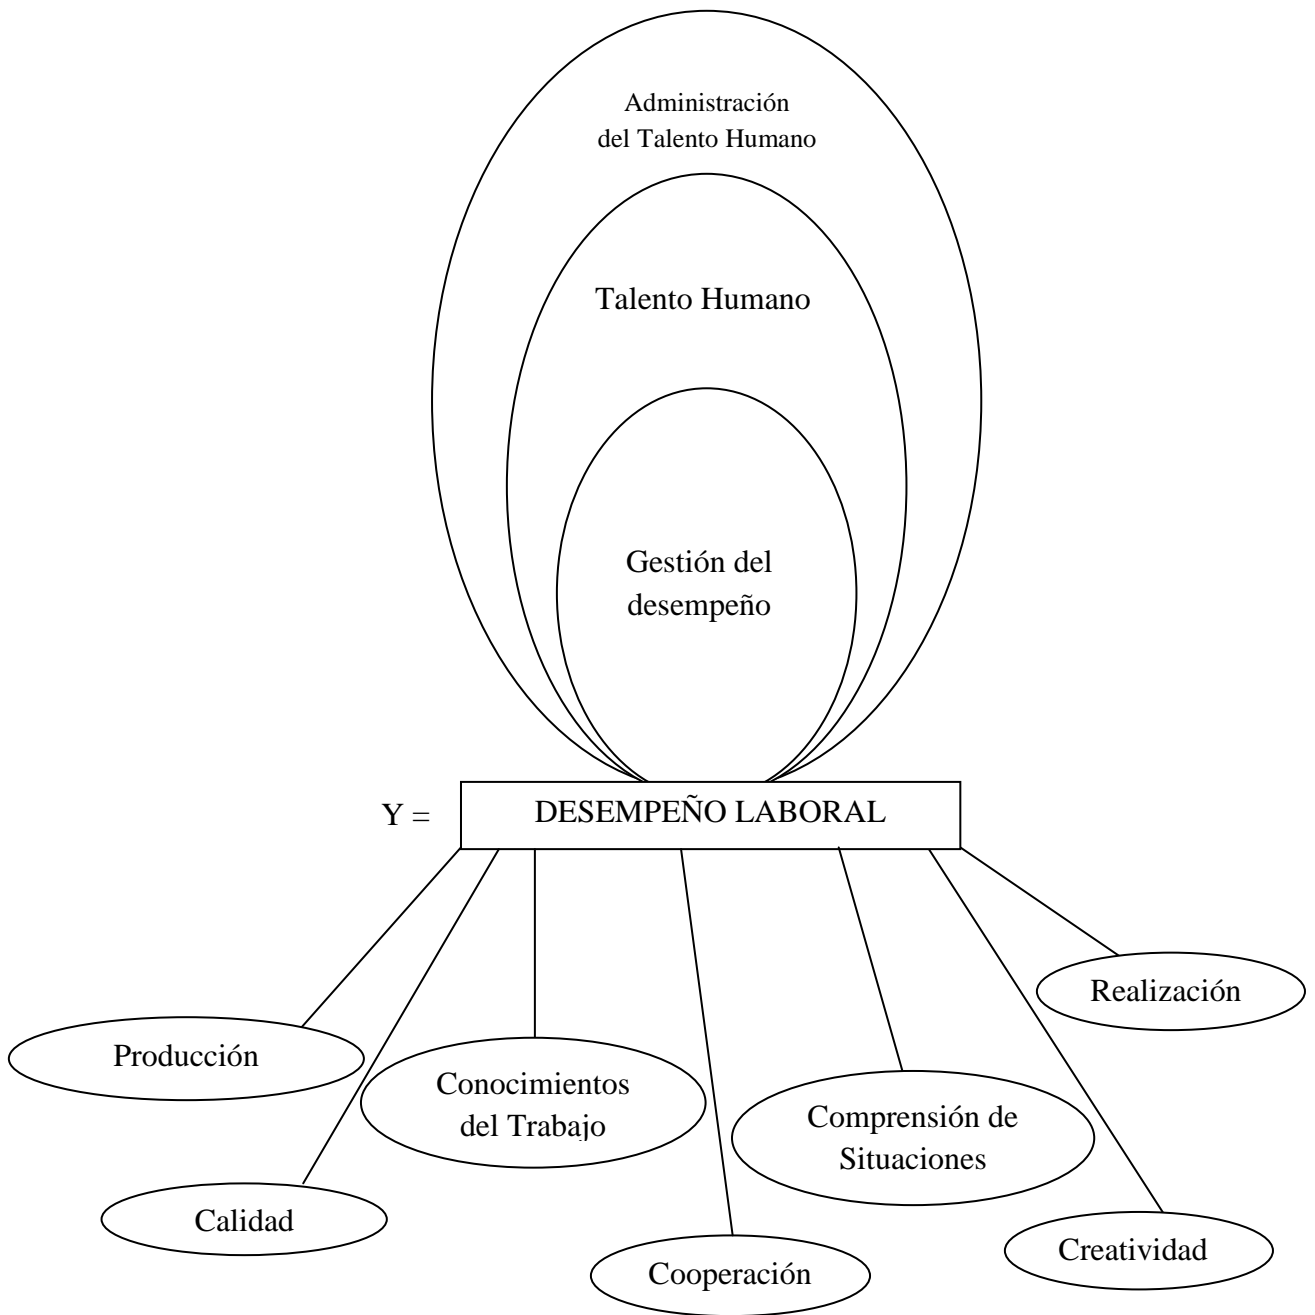 Administración
del Talento Humano
Talento Humano
Gestión del
desempeño
Y =
DESEMPEÑO LABORAL
Realización
Producción
Conocimientos
del Trabajo
Comprensión de
Situaciones
Calidad
Cooperación
Creatividad